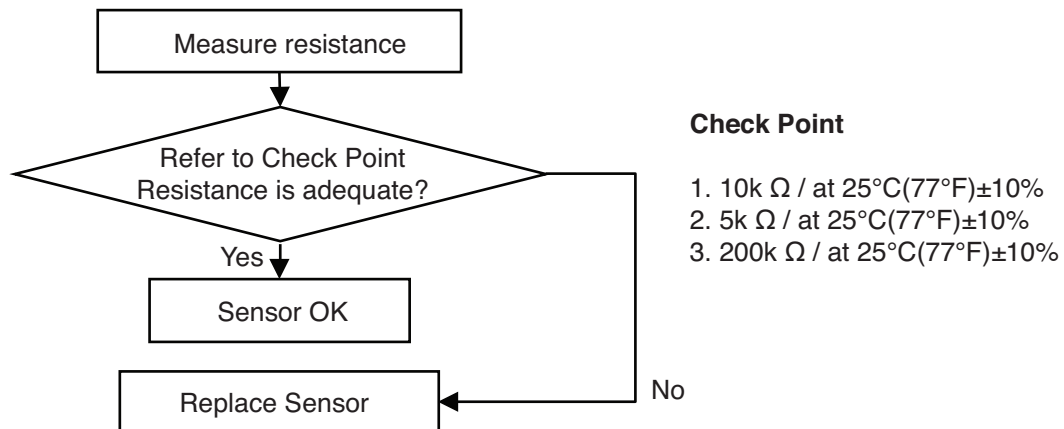 Measure resistance
Refer to Check Point
Resistance is adequate?
Yes
Sensor OK
Replace Sensor
No
Check Point
1. 10k Ω / at 25°C(77°F)±10%
2. 5k Ω / at 25°C(77°F)±10%
3. 200k Ω / at 25°C(77°F)±10%